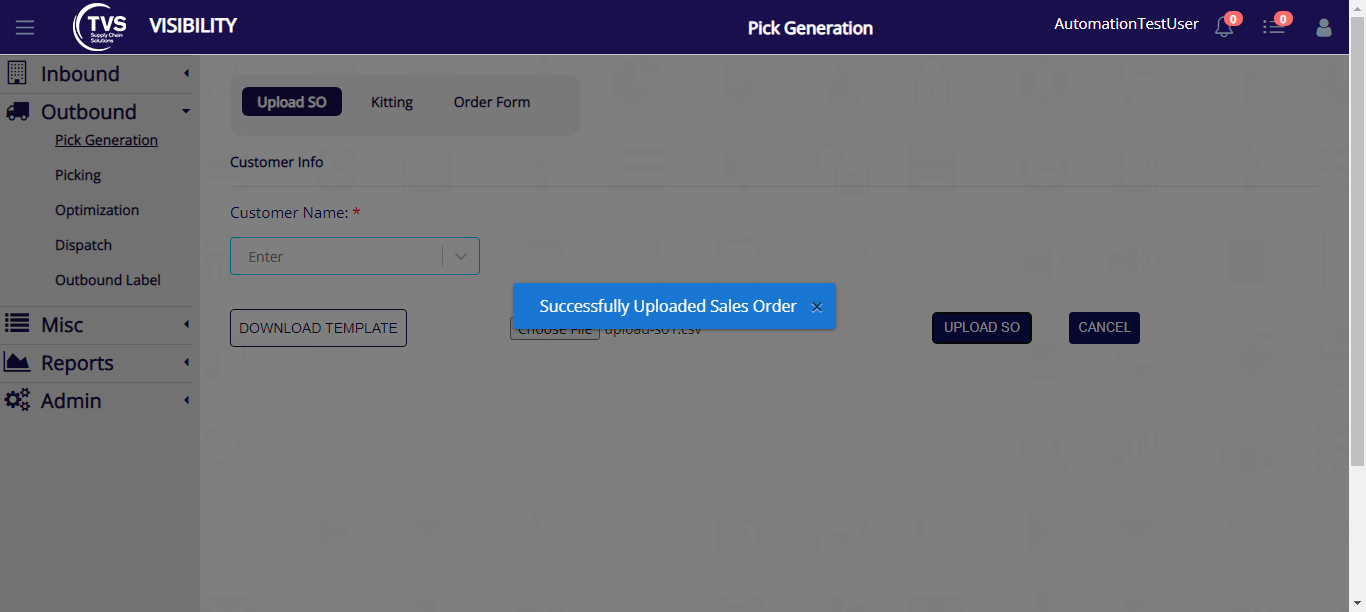 TVS
Supply Chain
Solutions
VISIBILITY
Pick Generation
AutomationTestUser
0
0
Inbound
Outbound
Pick Generation
Picking
Optimization
Dispatch
Outbound Label
Misc
Reports
Admin
Upload SO
Kitting
Order Form
Customer Info
Customer Name: *
Enter
Successfully Uploaded Sales Order ×
DOWNLOAD TEMPLATE
Choose File upload-so1.csv
UPLOAD SO
CANCEL